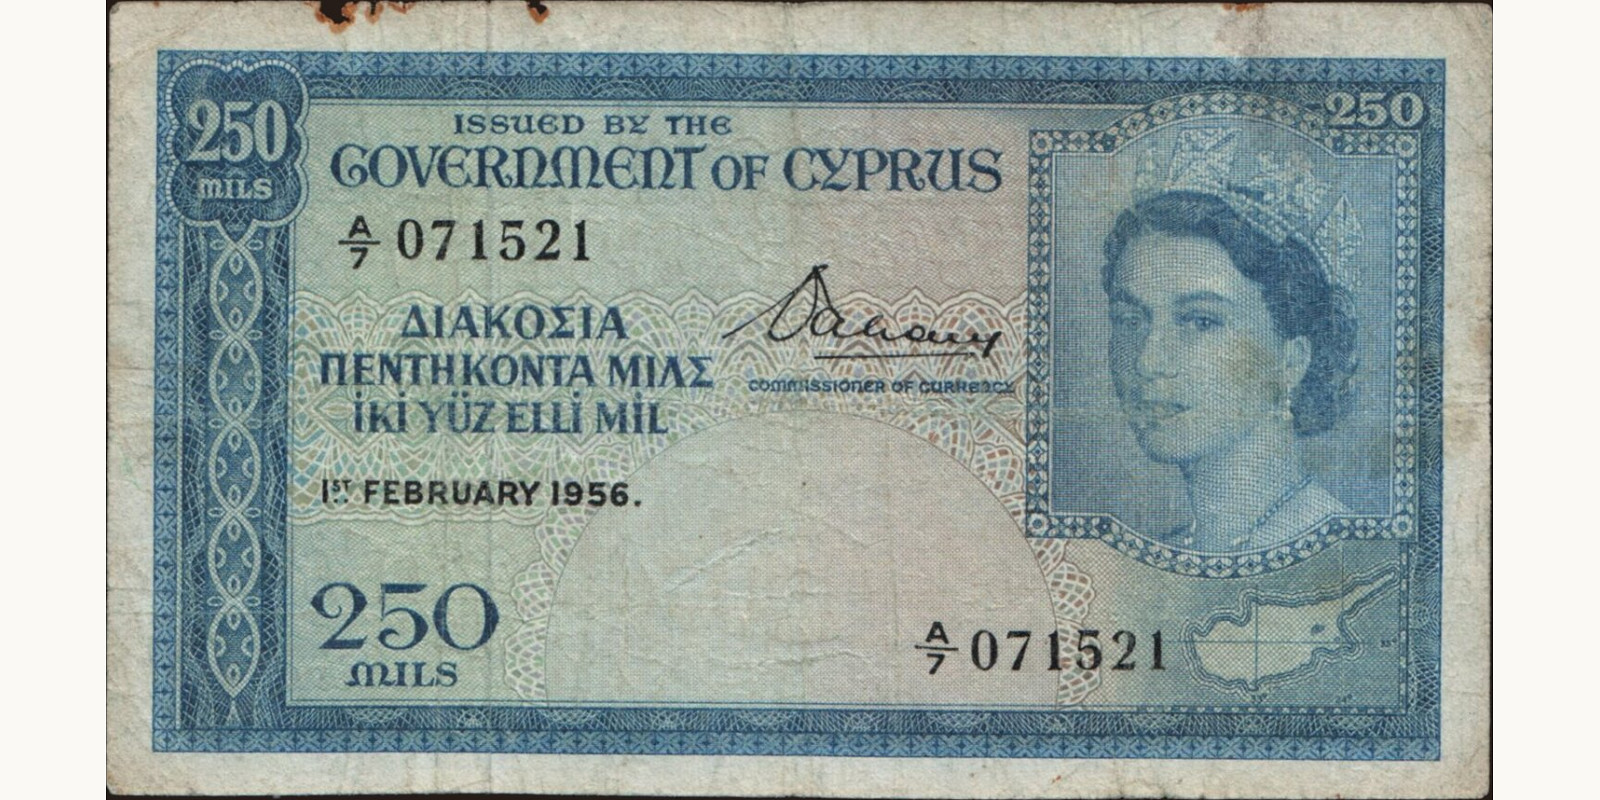 250
MILS
250
ISSUED BY THE
GOVERNMENT OF CYPRUS
A/7 071521
ΔΙΑΚΟΣΙΑ
ΠΕΝΤΗΚΟΝΤΑ ΜΙΛΣ
İKİ YÜZ ELLİ MİL
COMMISSIONER OF CURRENCY
1ST FEBRUARY 1956.
250
MILS
A/7 071521